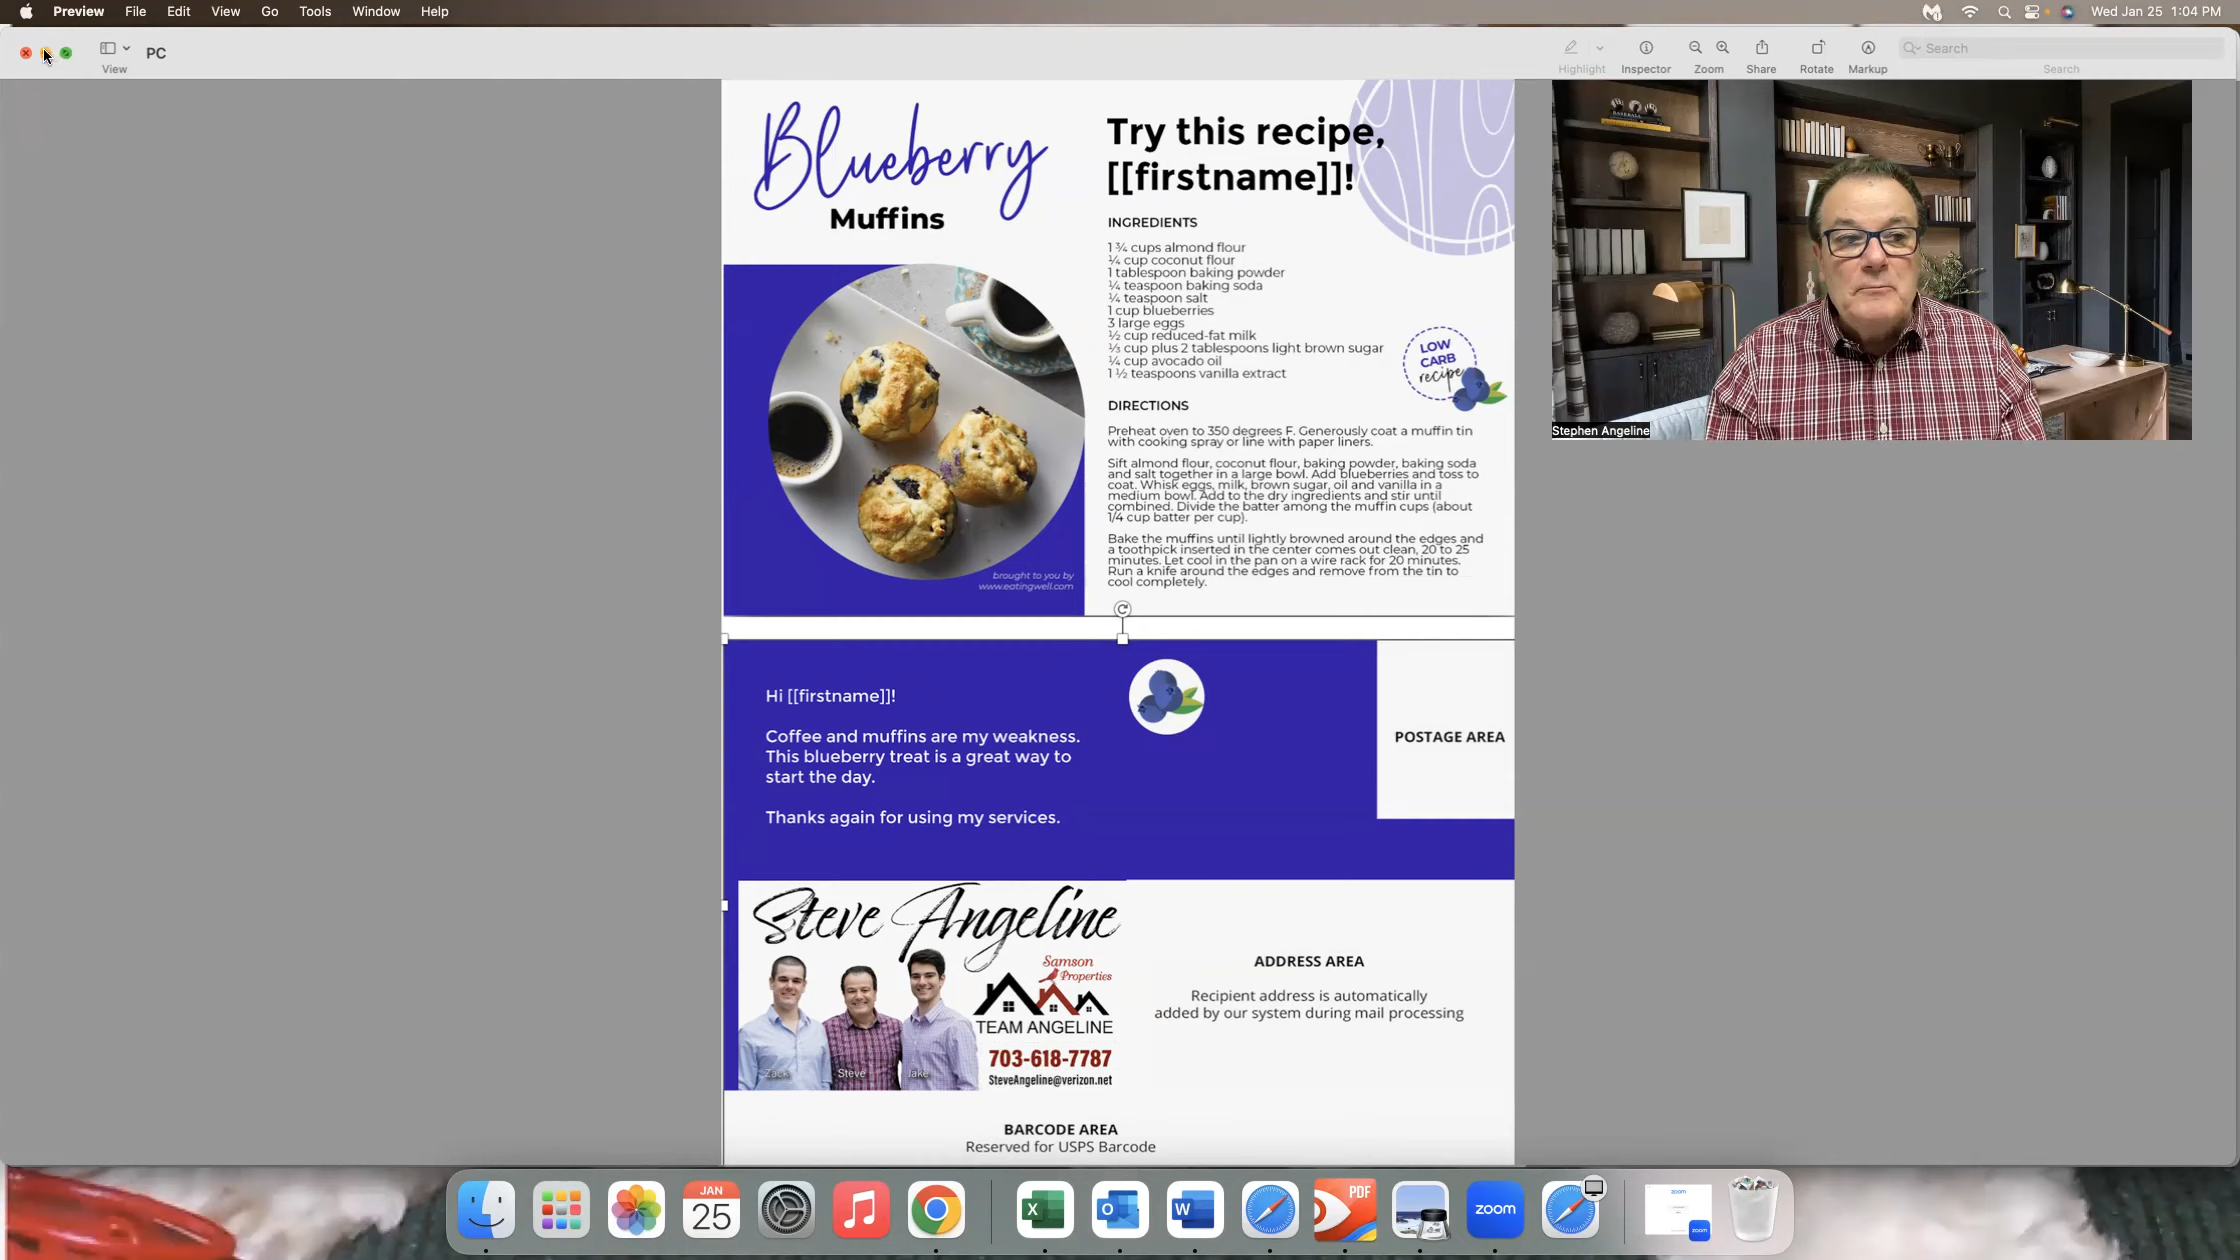 Preview File Edit View Go Tools Window Help
Wed Jan 25 1:04 PM
View
PC
Highlight
Inspector
Zoom
Share
Rotate
Markup
Search
Search
Blueberry
Muffins
brought to you by
www.eatingwell.com
Try this recipe,
[[firstname]]!
INGREDIENTS
1 ¾ cups almond flour
¼ cup coconut flour
1 tablespoon baking powder
¼ teaspoon baking soda
¼ teaspoon salt
1 cup blueberries
3 large eggs
½ cup reduced-fat milk
⅓ cup plus 2 tablespoons light brown sugar
¼ cup avocado oil
1 ½ teaspoons vanilla extract
LOW
CARB
recipe
DIRECTIONS
Preheat oven to 350 degrees F. Generously coat a muffin tin
with cooking spray or line with paper liners.
Sift almond flour, coconut flour, baking powder, baking soda
and salt together in a large bowl. Add blueberries and toss to
coat. Whisk eggs, milk, brown sugar, oil and vanilla in a
medium bowl. Add to the dry ingredients and stir until
combined. Divide the batter among the muffin cups (about
1/4 cup batter per cup).
Bake the muffins until lightly browned around the edges and
a toothpick inserted in the center comes out clean, 20 to 25
minutes. Let cool in the pan on a wire rack for 20 minutes.
Run a knife around the edges and remove from the tin to
cool completely.
BASEBALL
Stephen Angeline
Hi [[firstname]]!
Coffee and muffins are my weakness.
This blueberry treat is a great way to
start the day.
Thanks again for using my services.
POSTAGE AREA
Steve Angeline
Samson
Properties
TEAM ANGELINE
703-618-7787
SteveAngeline@verizon.net
Zack
Steve
Jake
ADDRESS AREA
Recipient address is automatically
added by our system during mail processing
BARCODE AREA
Reserved for USPS Barcode
JAN
25
X
O
W
PDF
zoom
zoom
zoom